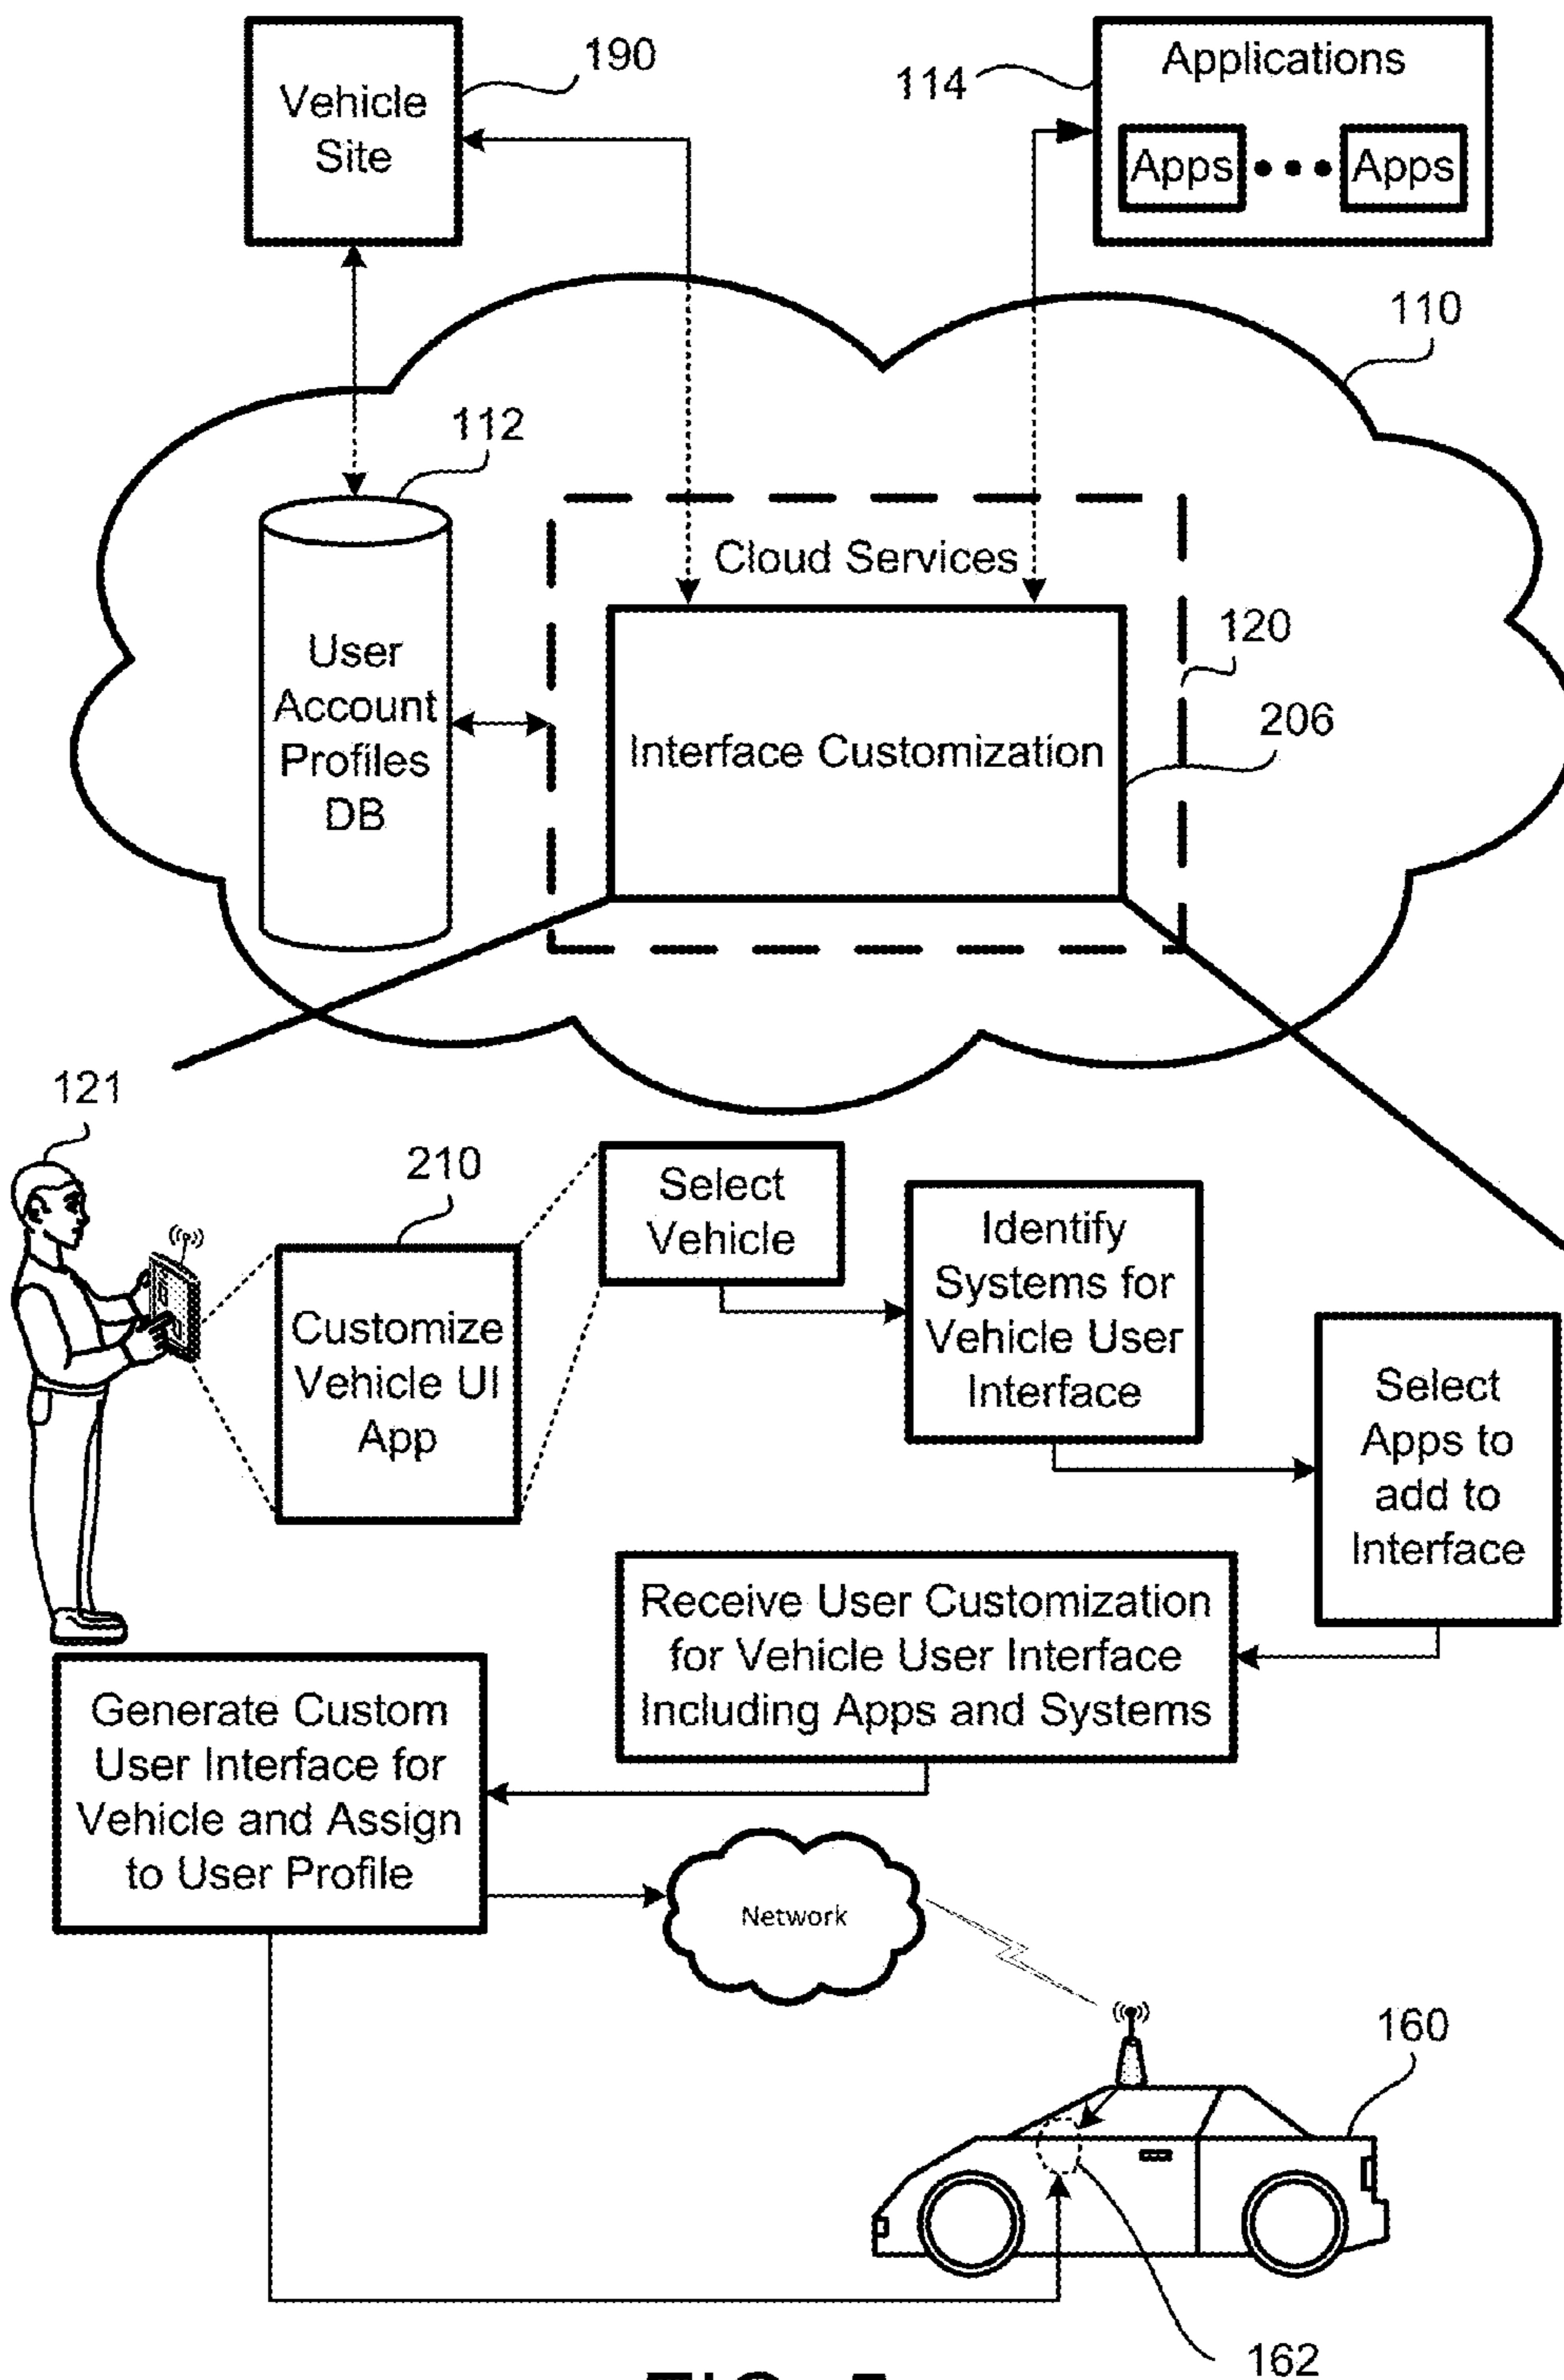 190
Vehicle
Site
114
Applications
Apps
Apps
110
112
Cloud Services
User
Account
Profiles
DB
120
206
Interface Customization
121
210
Select
Vehicle
Customize
Vehicle UI
App
Identify
Systems for
Vehicle User
Interface
Select
Apps to
add to
Interface
Receive User Customization
for Vehicle User Interface
Including Apps and Systems
Generate Custom
User Interface for
Vehicle and Assign
to User Profile
Network
160
162